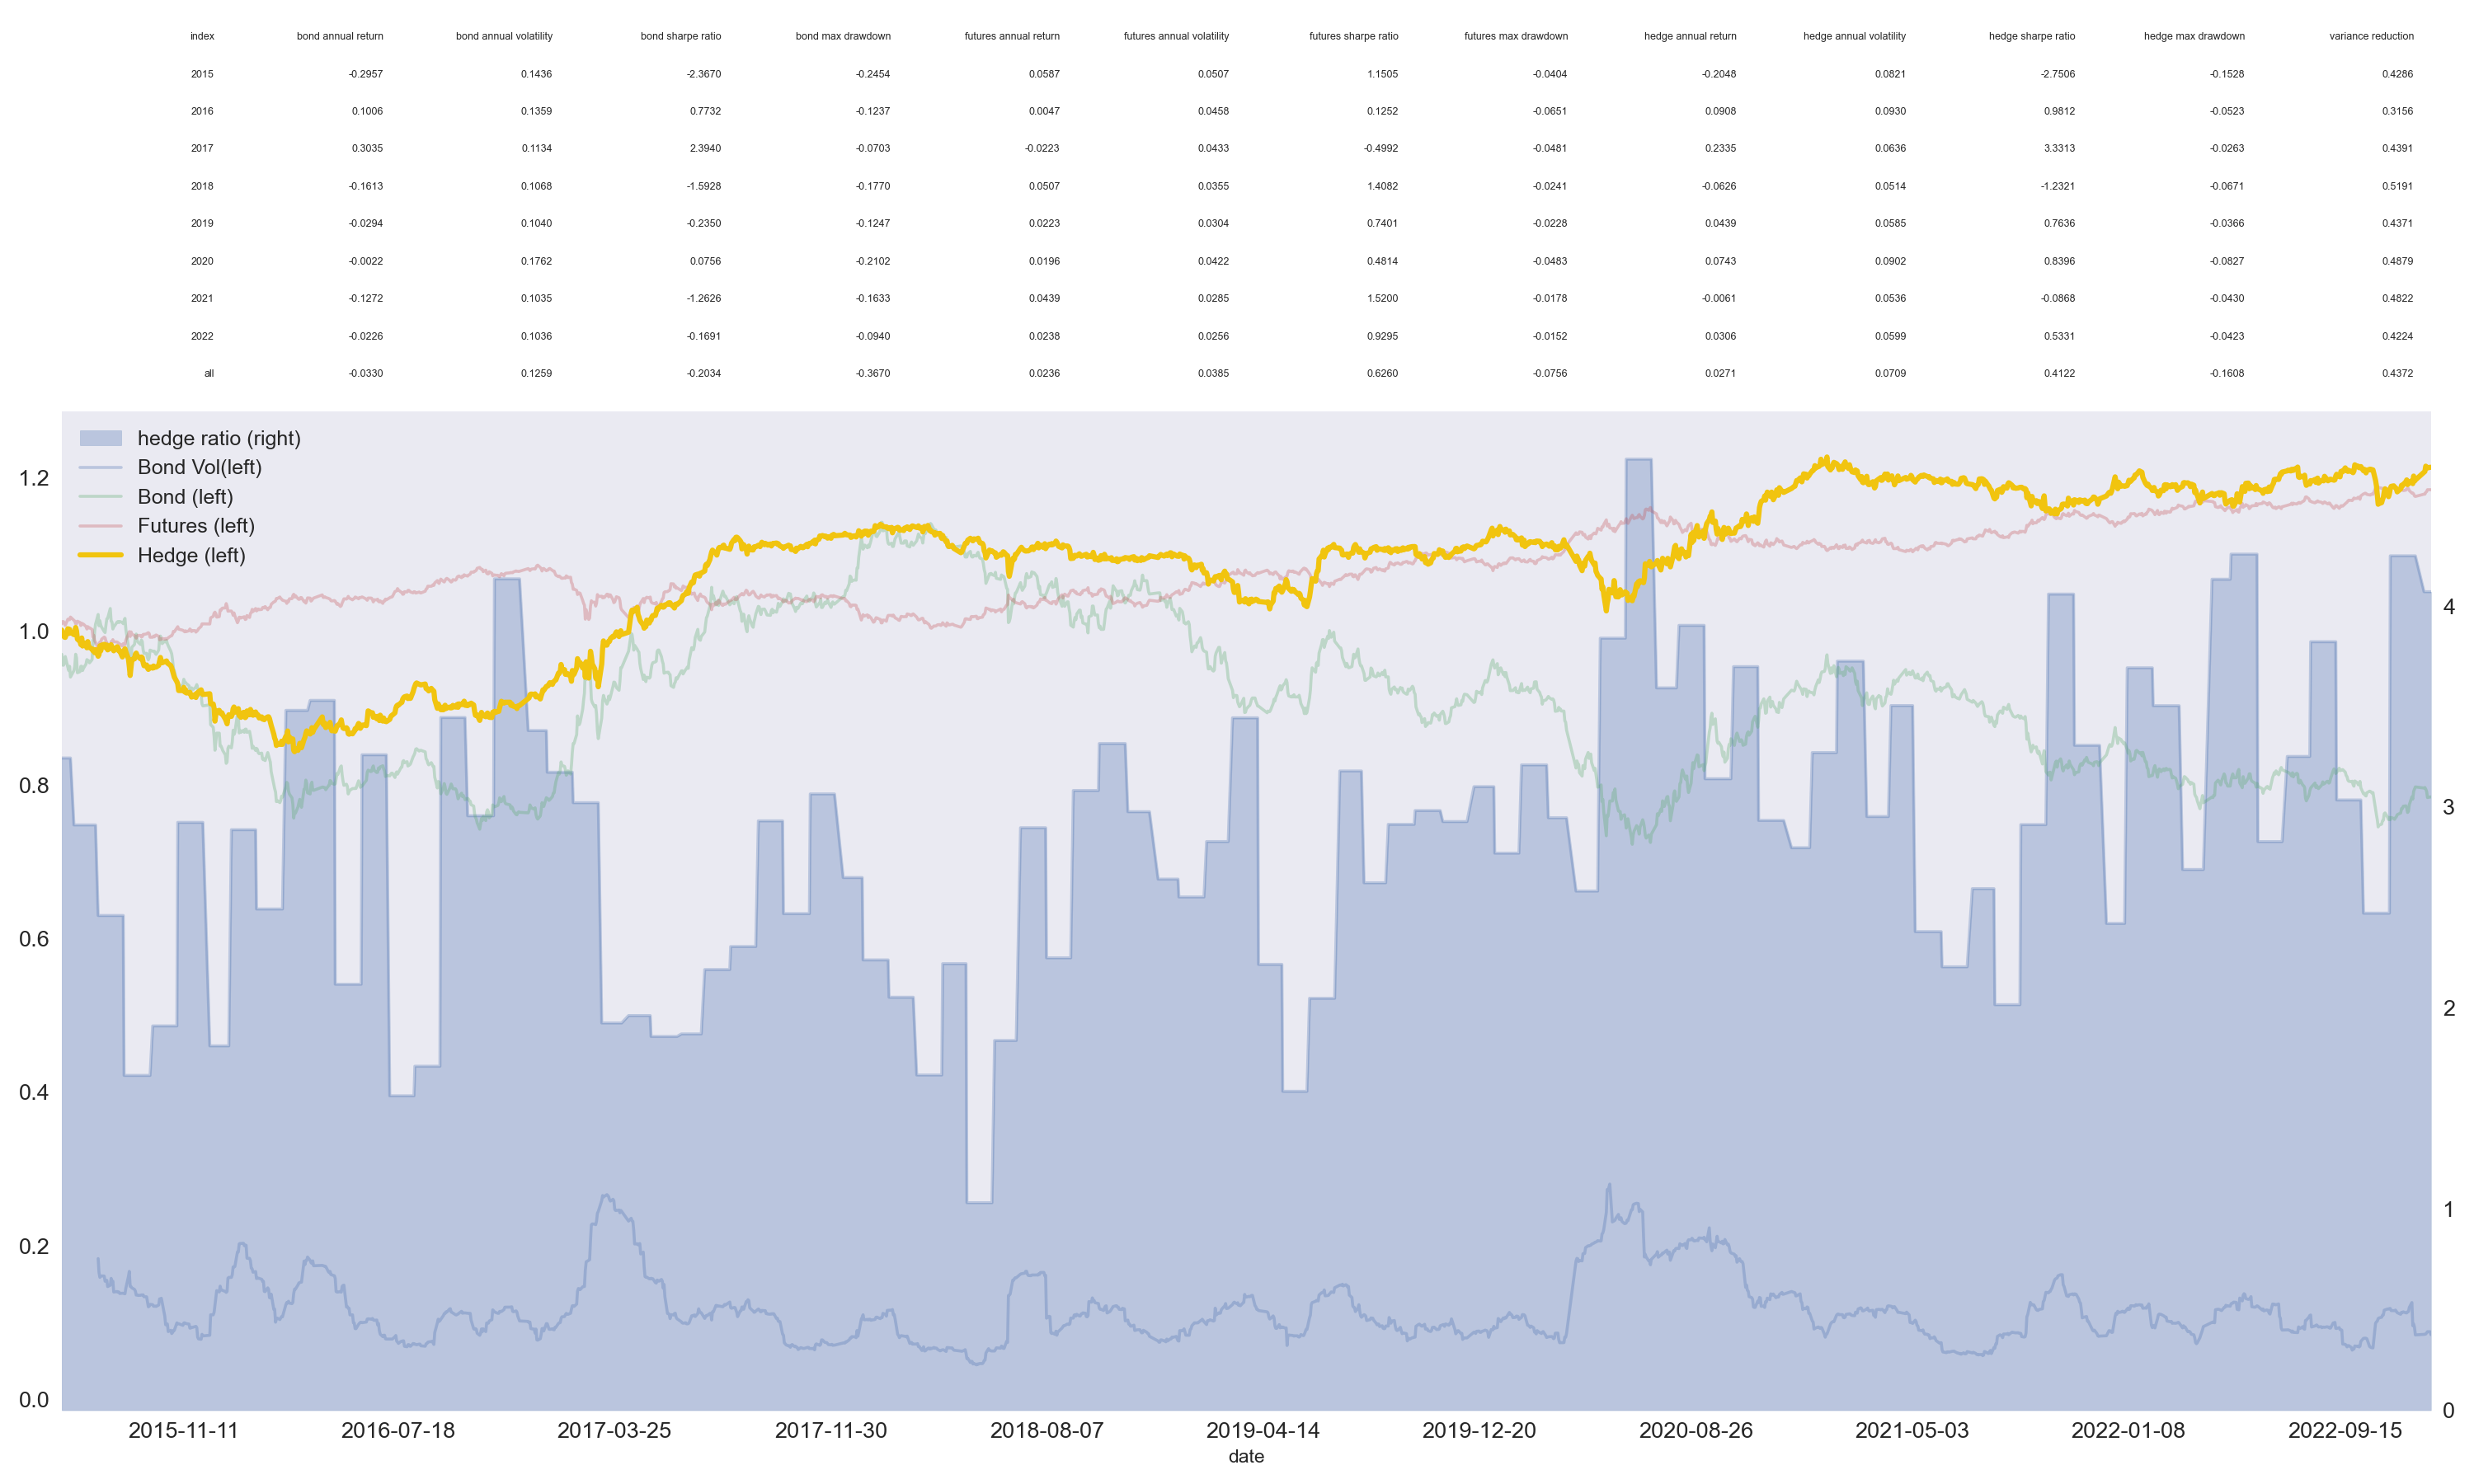 index bond annual return bond annual volatility bond sharpe ratio bond max drawdown futures annual return futures annual volatility futures sharpe ratio futures max drawdown hedge annual return hedge annual volatility hedge sharpe ratio hedge max drawdown variance reduction
2015 -0.2957 0.1436 -2.3670 -0.2454 0.0587 0.0507 1.1505 -0.0404 -0.2048 0.0821 -2.7506 -0.1528 0.4286
2016 0.1006 0.1359 0.7732 -0.1237 0.0047 0.0458 0.1252 -0.0651 0.0908 0.0930 0.9812 -0.0523 0.3156
2017 0.3035 0.1134 2.3940 -0.0703 -0.0223 0.0433 -0.4992 -0.0481 0.2335 0.0636 3.3313 -0.0263 0.4391
2018 -0.1613 0.1068 -1.5928 -0.1770 0.0507 0.0355 1.4082 -0.0241 -0.0626 0.0514 -1.2321 -0.0671 0.5191
2019 -0.0294 0.1040 -0.2350 -0.1247 0.0223 0.0304 0.7401 -0.0228 0.0439 0.0585 0.7636 -0.0366 0.4371
2020 -0.0022 0.1762 0.0756 -0.2102 0.0196 0.0422 0.4814 -0.0483 0.0743 0.0902 0.8396 -0.0827 0.4879
2021 -0.1272 0.1035 -1.2626 -0.1633 0.0439 0.0285 1.5200 -0.0178 -0.0061 0.0536 -0.0868 -0.0430 0.4822
2022 -0.0226 0.1036 -0.1691 -0.0940 0.0238 0.0256 0.9295 -0.0152 0.0306 0.0599 0.5331 -0.0423 0.4224
all -0.0330 0.1259 -0.2034 -0.3670 0.0236 0.0385 0.6260 -0.0756 0.0271 0.0709 0.4122 -0.1608 0.4372
hedge ratio (right)
Bond Vol(left)
Bond (left)
Futures (left)
Hedge (left)
1.2
1.0
0.8
0.6
0.4
0.2
0.0
4
3
2
1
0
2015-11-11 2016-07-18 2017-03-25 2017-11-30 2018-08-07 2019-04-14 2019-12-20 2020-08-26 2021-05-03 2022-01-08 2022-09-15
date